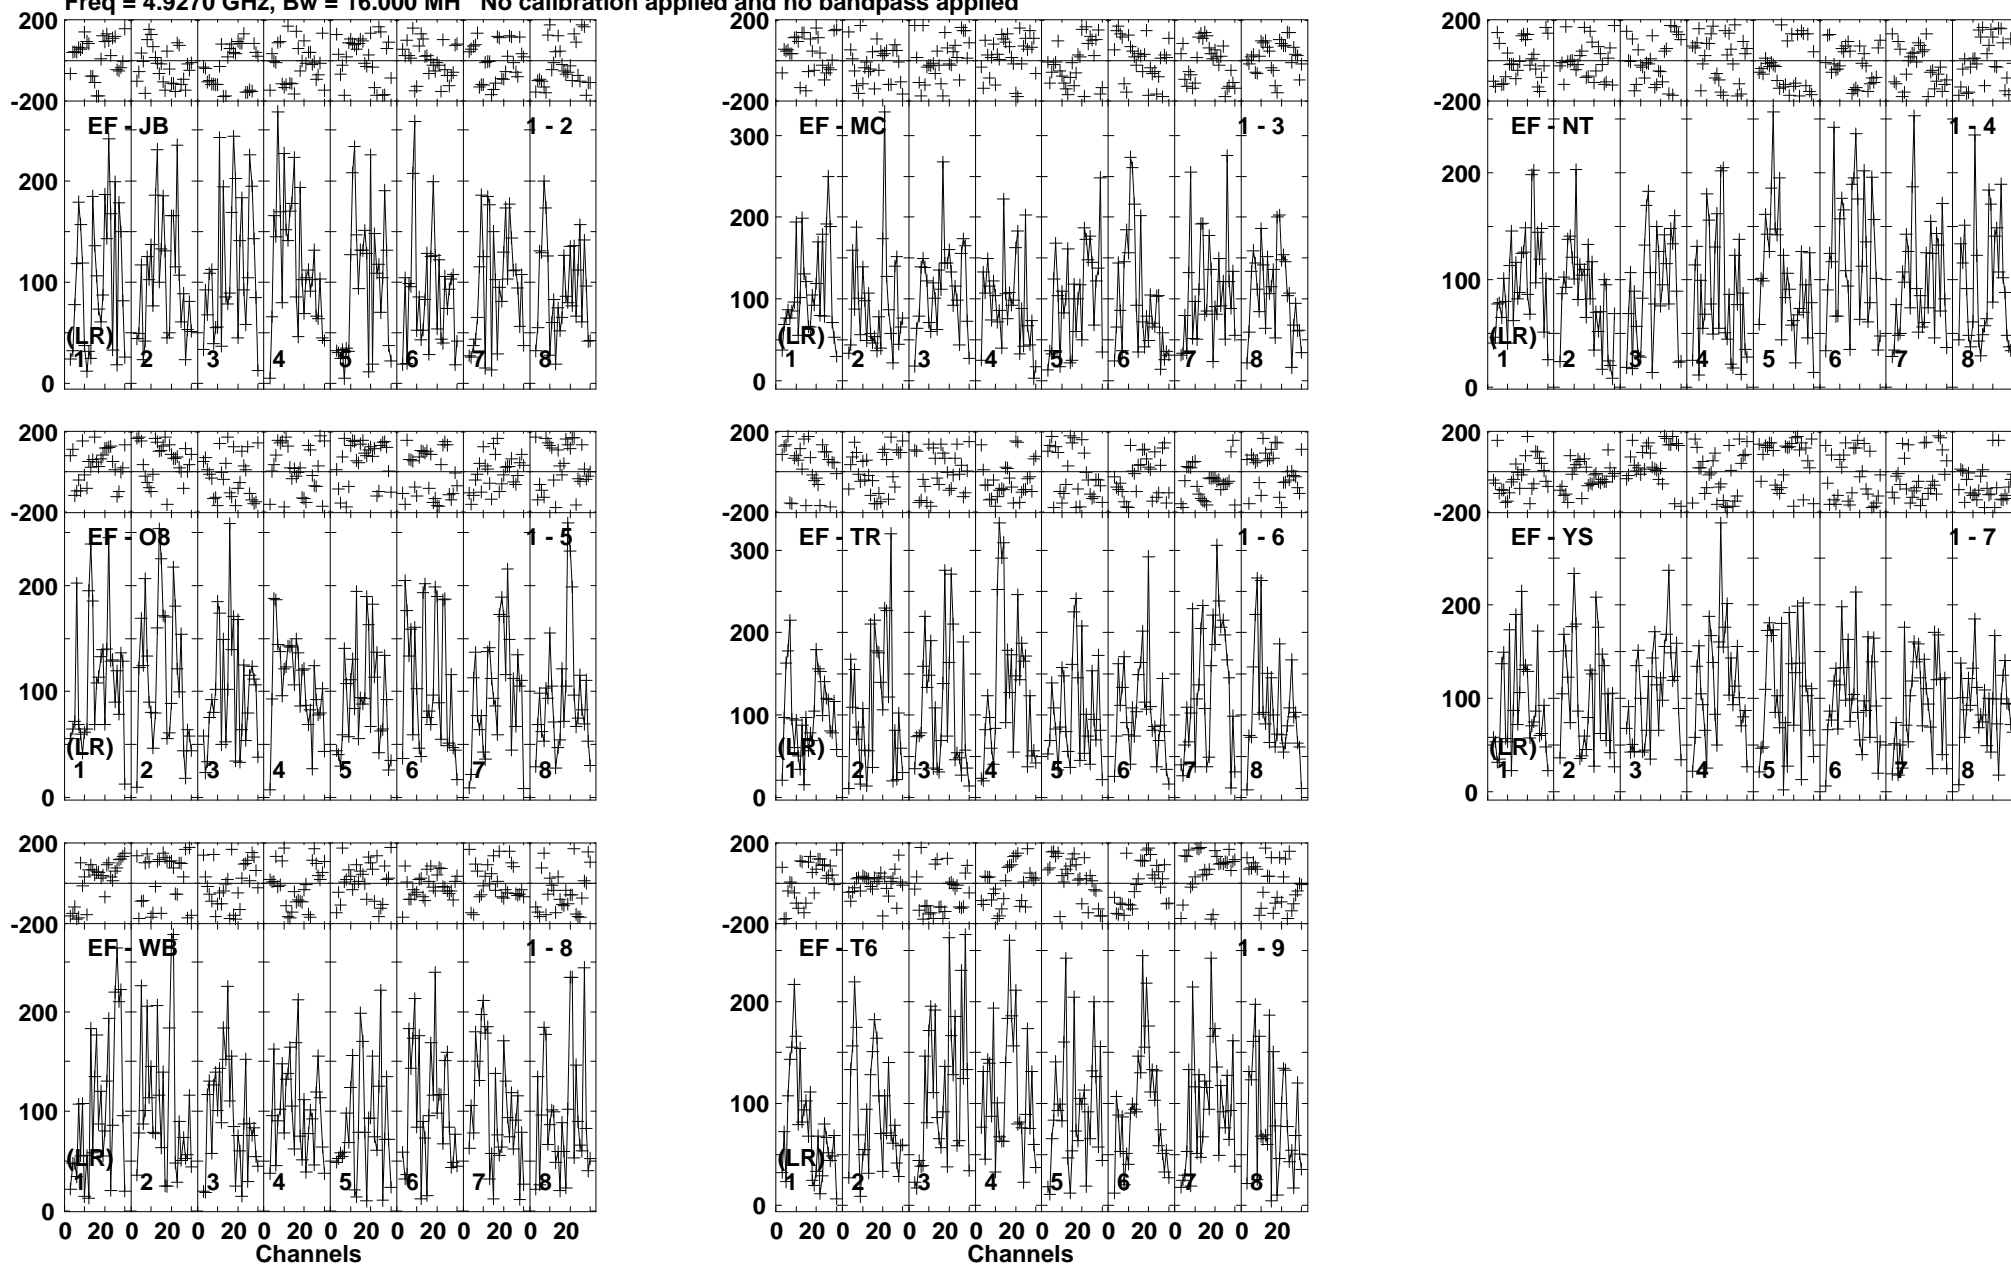 Freq = 4.9270 GHz, Bw = 16.000 MH No calibration applied and no bandpass applied
200 200 200
-200 -200 -200
EF - JB 1 - 2 EF - MC 1 - 3 EF - NT 1 - 4
300
200 200 200
100 100 100
(LR) (LR) (LR)
1 2 3 4 5 6 7 8 1 2 3 4 5 6 7 8 1 2 3 4 5 6 7 8
0 0 0
200 200 200
-200 -200 -200
EF - O8 1 - 5 EF - TR 1 - 6 EF - YS 1 - 7
300
200 200 200
100 100 100
(LR) (LR) (LR)
1 2 3 4 5 6 7 8 1 2 3 4 5 6 7 8 1 2 3 4 5 6 7 8
0 0 0
200 200
-200 -200
EF - WB 1 - 8 EF - T6 1 - 9
200 200
100 100
(LR) (LR)
1 2 3 4 5 6 7 8 1 2 3 4 5 6 7 8
0 0
0 20 0 20 0 20 0 20 0 20 0 20 0 20 0 20 0 20 0 20 0 20 0 20 0 20 0 20 0 20 0 20
Channels Channels